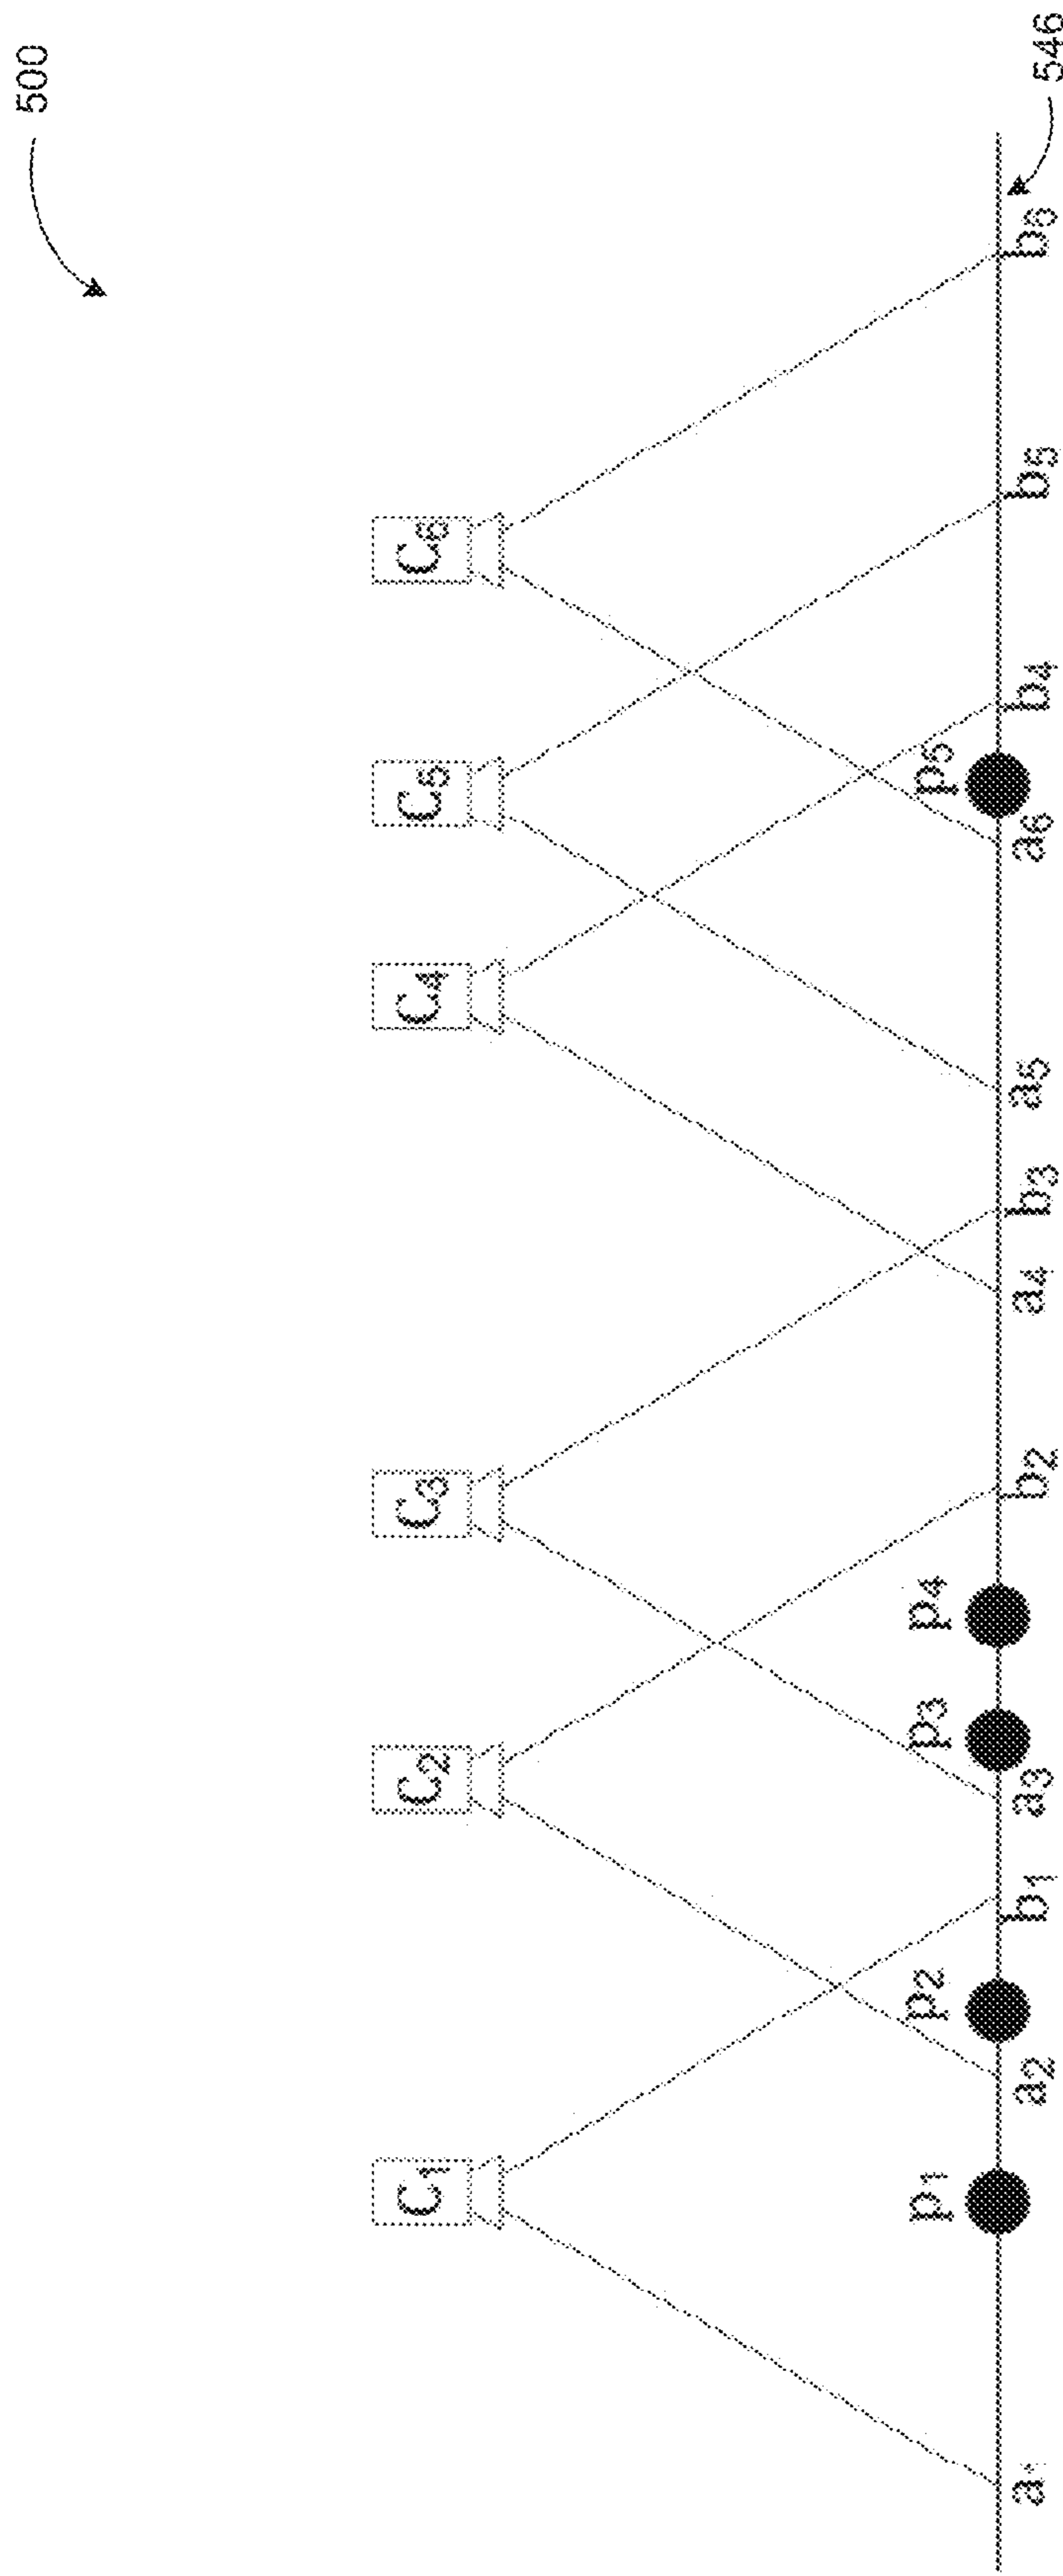 500
C₁ C₂ C₃ C₄ C₅ C₆
p₁ p₂ p₃ p₄ p₅
a₁ a₂ b₁ a₃ b₂ a₄ b₃ a₅ a₆ b₄ b₅ b₆
546